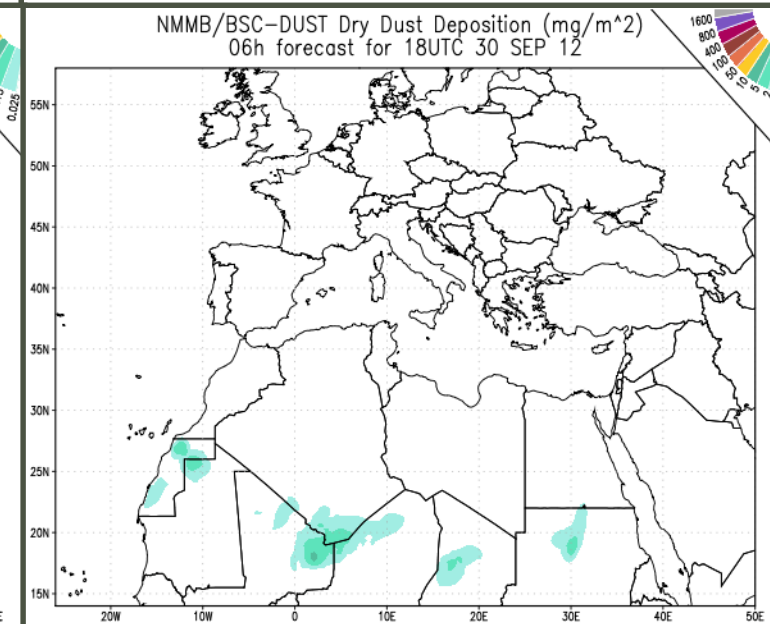 NMMB/BSC-DUST Dry Dust Deposition (mg/m^2)
06h forecast for 18UTC 30 SEP 12
1600
800
400
100
50
10
5
0.025
55N
50N
45N
40N
35N
30N
25N
20N
15N
20W 10W 0 10E 20E 30E 40E 50E